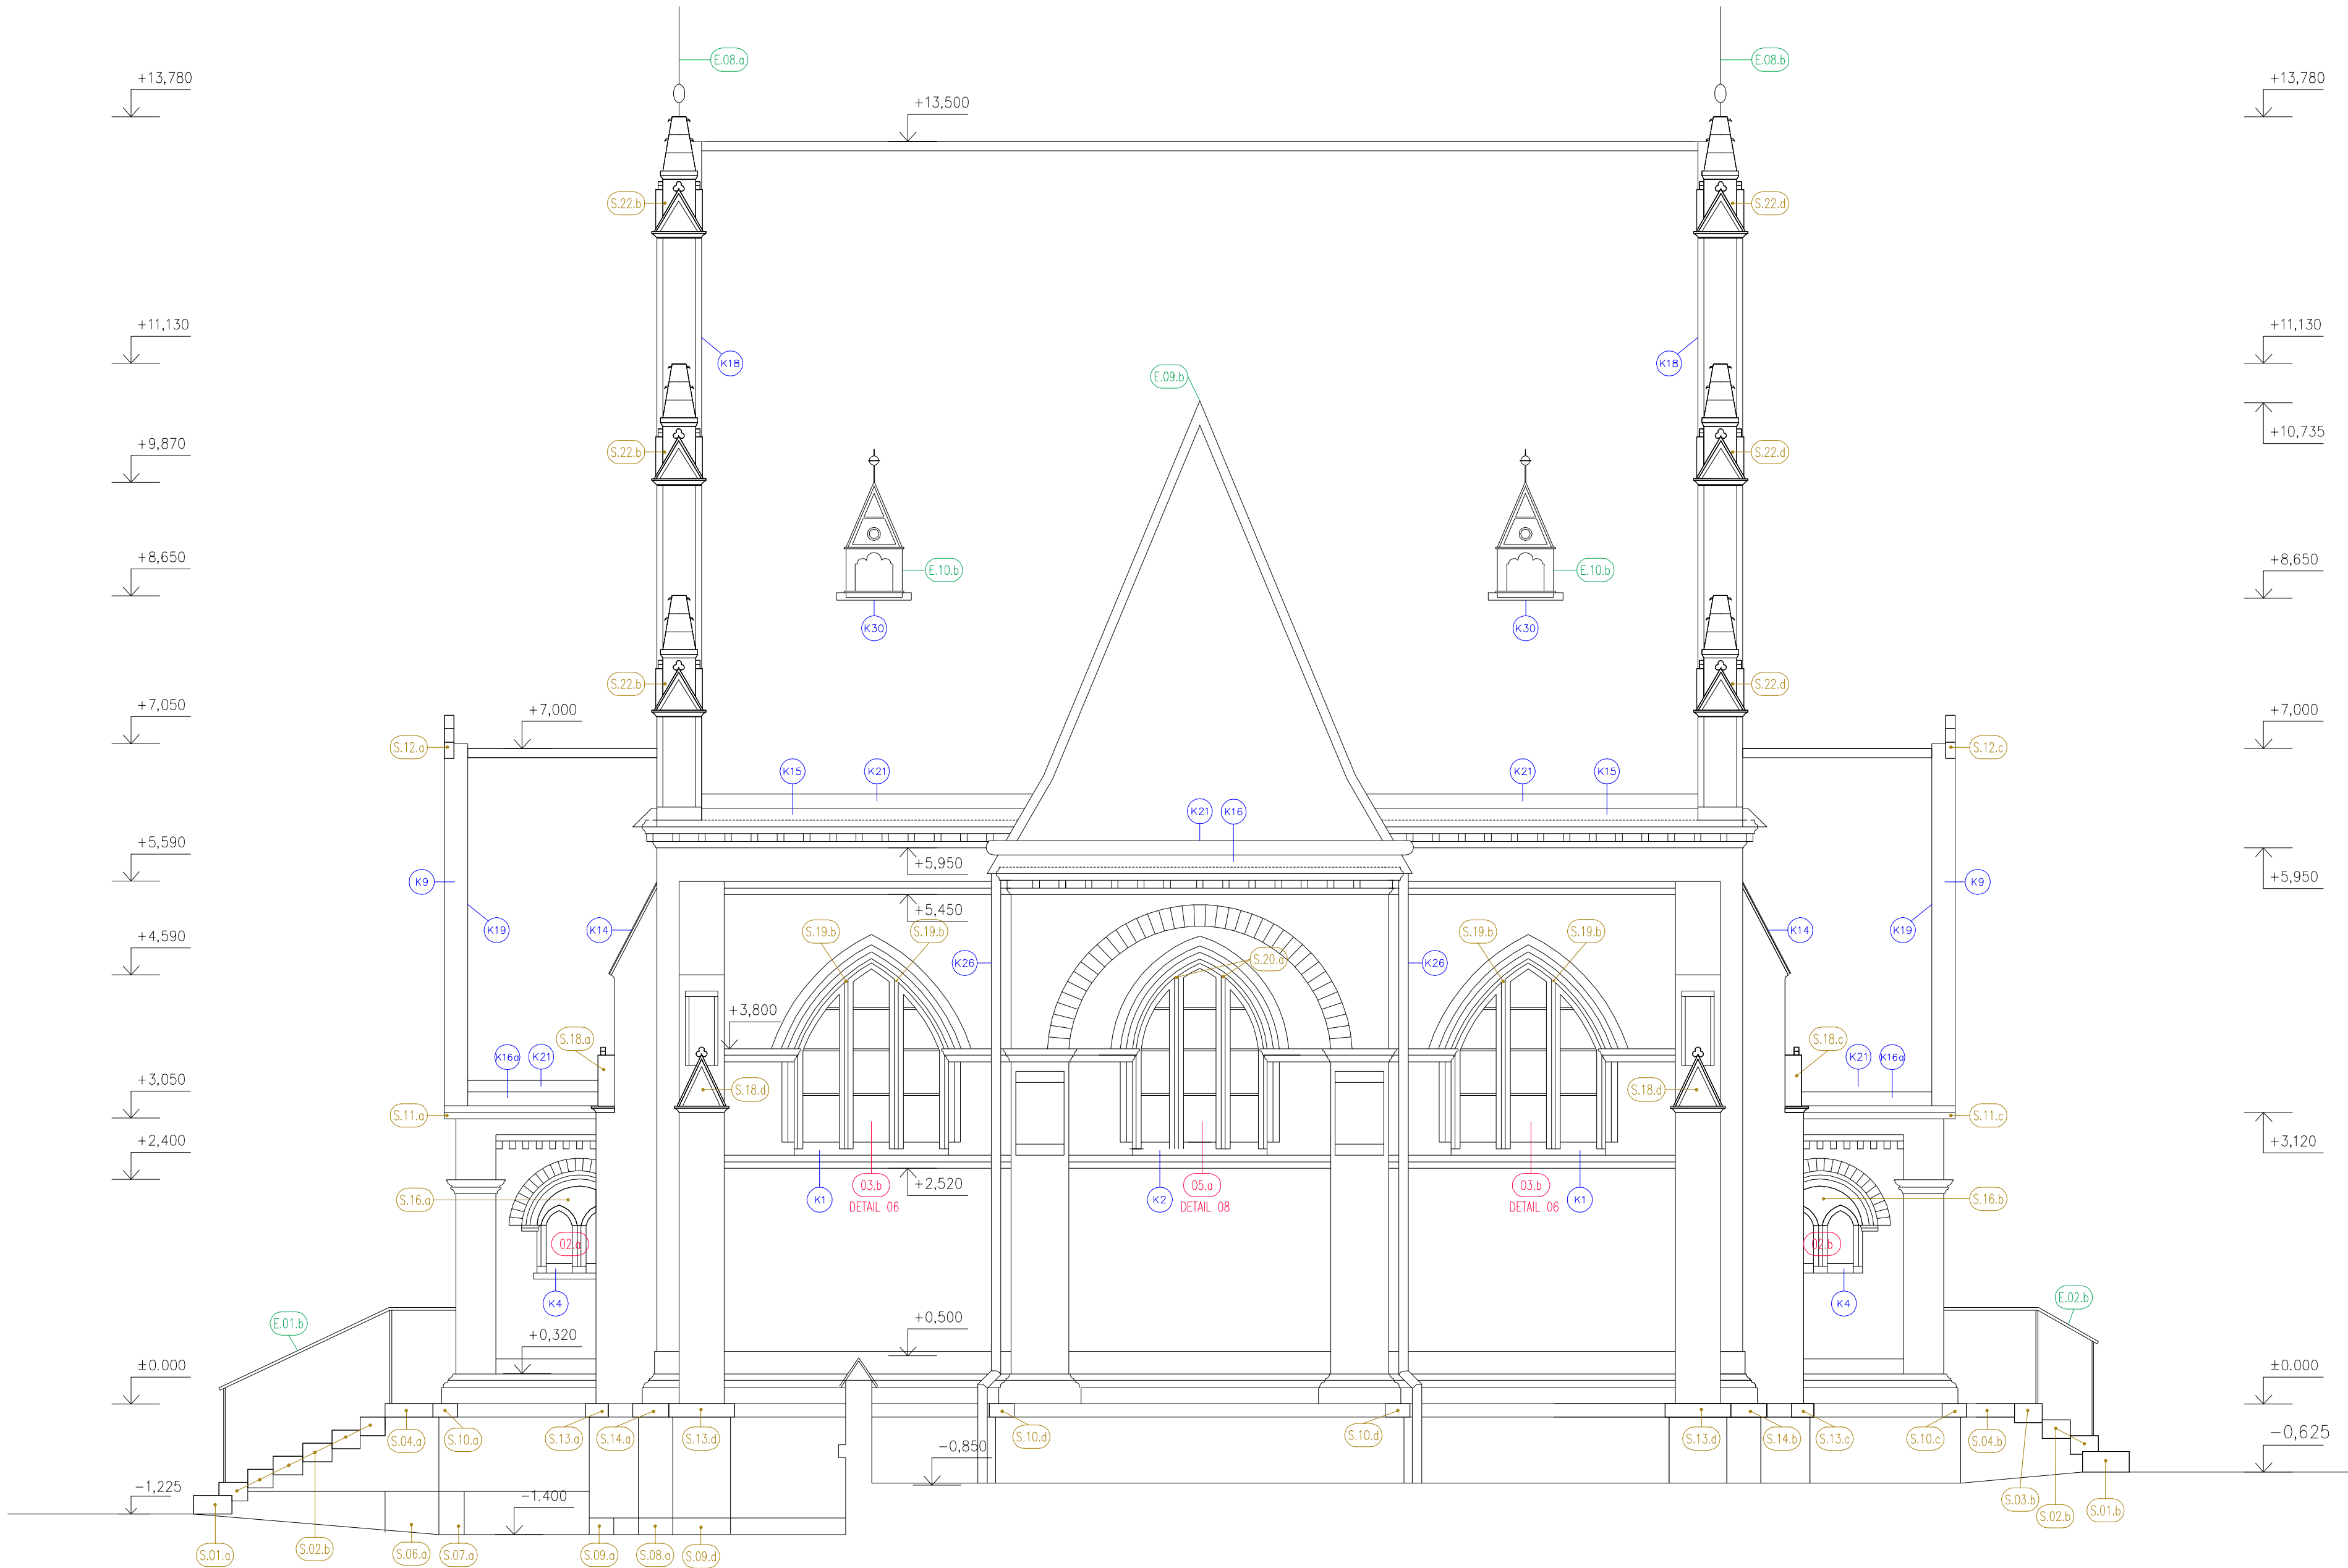 E.08.a
E.08.b
+13,780
+13,780
+13,500
S.22.b
S.22.d
+11,130
+11,130
K18
K18
E.09.b
+9,870
+10,735
S.22.b
S.22.d
+8,650
+8,650
E.10.b
E.10.b
K30
K30
S.22.b
S.22.d
+7,050
+7,000
+7,000
S.12.a
S.12.c
K15
K21
K21
K15
K21
K16
+5,590
+5,950
+5,950
K9
K9
+5,450
K19
K14
S.19.b
S.19.b
S.19.b
S.19.b
K14
K19
+4,590
K26
S.20.a
K26
+3,800
S.18.a
S.18.c
K16a
K21
K21
K16a
+3,050
S.18.d
S.18.d
S.11.a
S.11.c
+2,400
+3,120
+2,520
03.b
05.a
03.b
S.16.a
K1
K2
K1
S.16.b
DETAIL 06
DETAIL 08
DETAIL 06
02.a
02.b
K4
K4
E.01.b
E.02.b
+0,320
+0,500
±0.000
±0.000
S.04.a
S.10.a
S.13.a
S.14.a
S.13.d
S.10.d
S.10.d
S.13.d
S.14.b
S.13.c
S.10.c
S.04.b
-0,850
-0,625
-1,225
-1.400
S.03.b
S.02.b
S.01.b
S.01.a
S.02.b
S.06.a
S.07.a
S.09.a
S.08.a
S.09.d